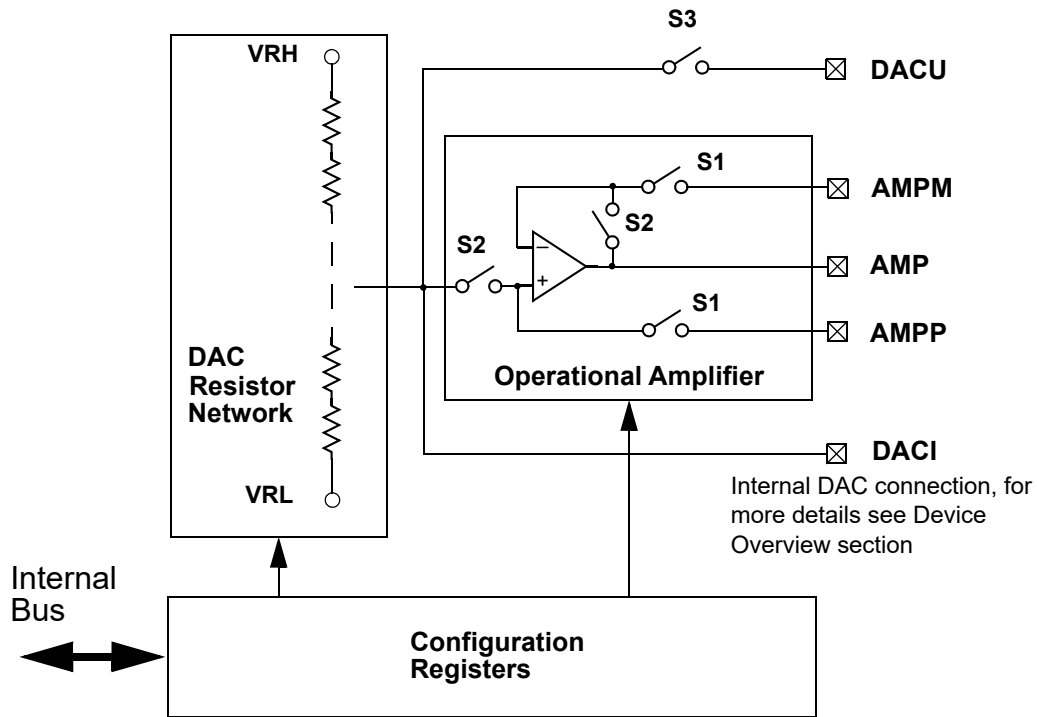 S3
VRH
DACU
S1
AMPM
S2
S2
−
AMP
+
S1
AMPP
DAC
Resistor
Network
Operational Amplifier
DACI
VRL
Internal DAC connection, for
more details see Device
Overview section
Internal
Bus
Configuration
Registers